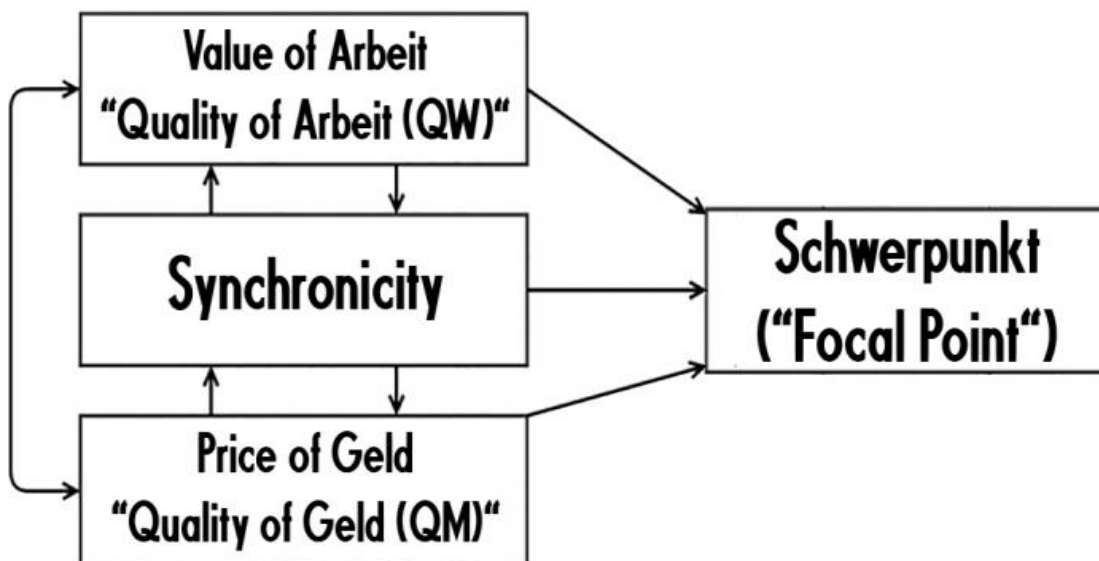 Value of Arbeit
“Quality of Arbeit (QW)“
Synchronicity
Schwerpunkt
(“Focal Point“)
Price of Geld
“Quality of Geld (QM)“